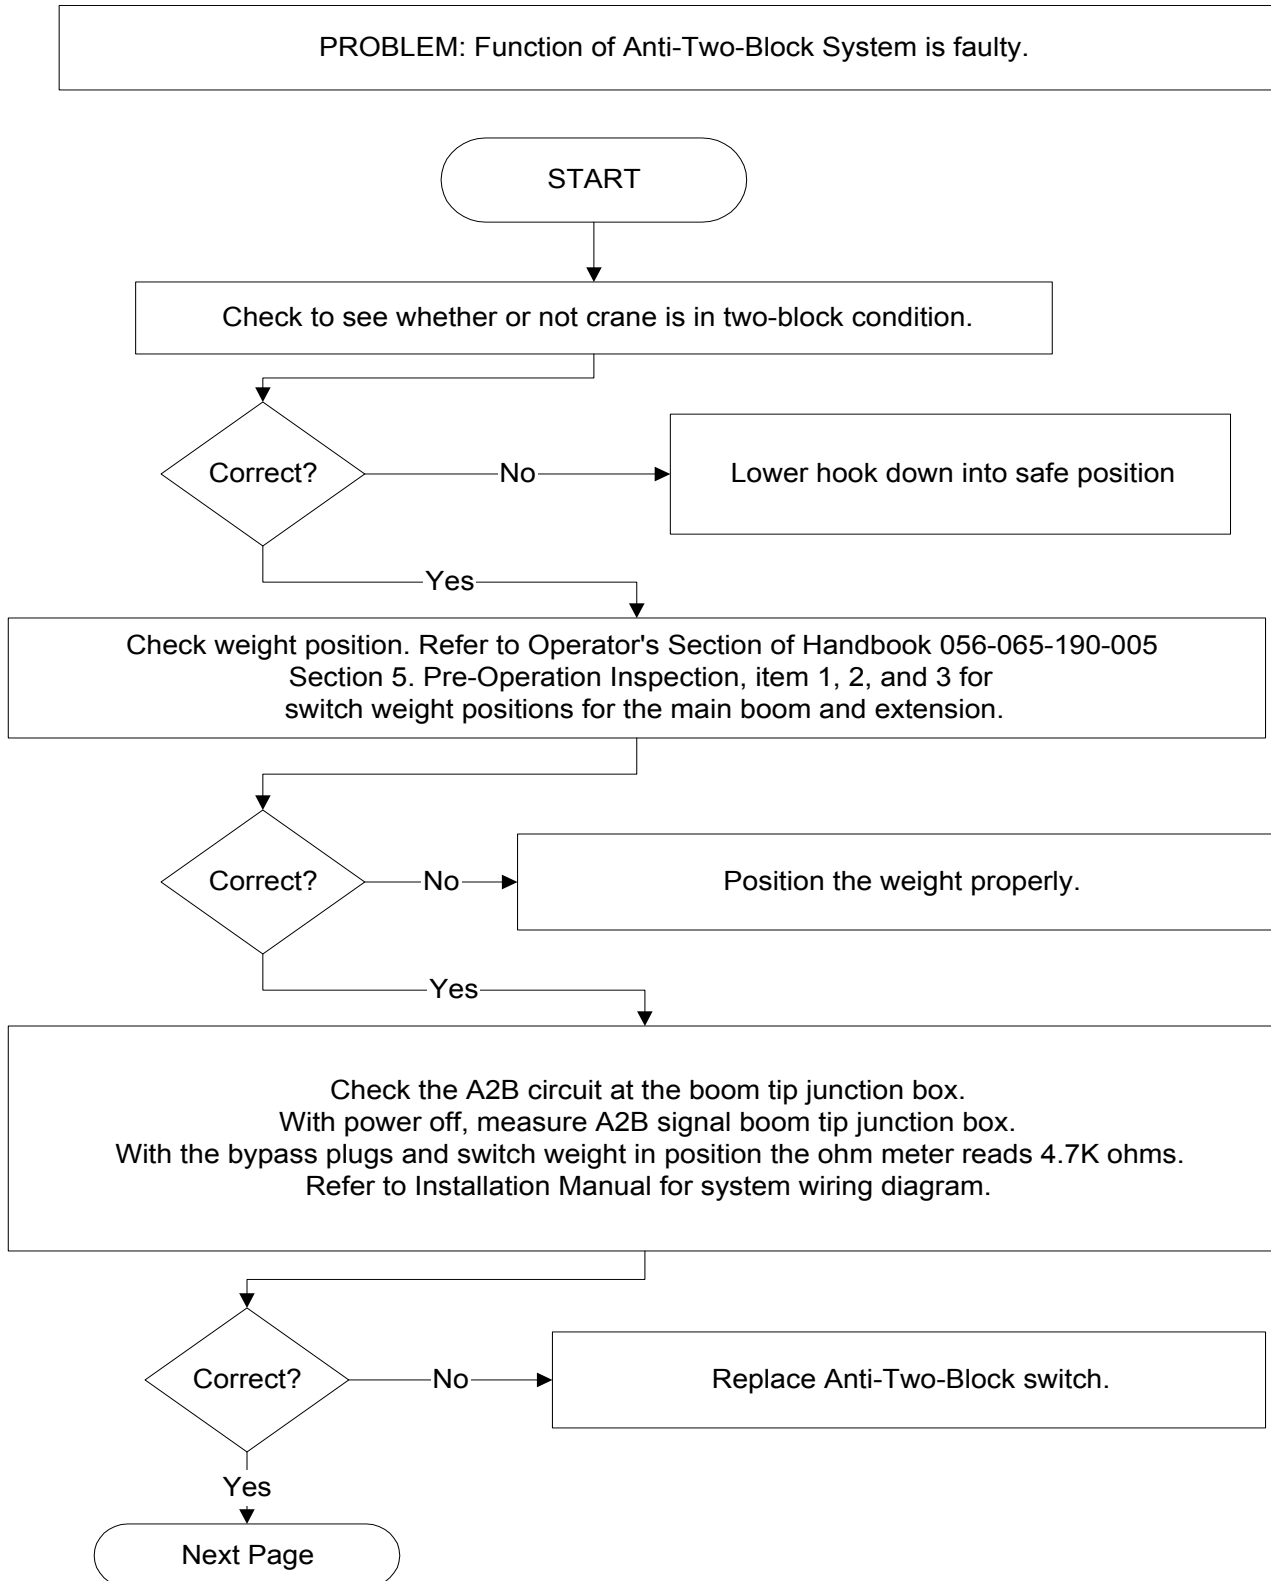 PROBLEM: Function of Anti-Two-Block System is faulty.
START
Check to see whether or not crane is in two-block condition.
Correct?
No
Lower hook down into safe position
Yes
Check weight position. Refer to Operator's Section of Handbook 056-065-190-005
Section 5. Pre-Operation Inspection, item 1, 2, and 3 for
switch weight positions for the main boom and extension.
Correct?
No
Position the weight properly.
Yes
Check the A2B circuit at the boom tip junction box.
With power off, measure A2B signal boom tip junction box.
With the bypass plugs and switch weight in position the ohm meter reads 4.7K ohms.
Refer to Installation Manual for system wiring diagram.
Correct?
No
Replace Anti-Two-Block switch.
Yes
Next Page